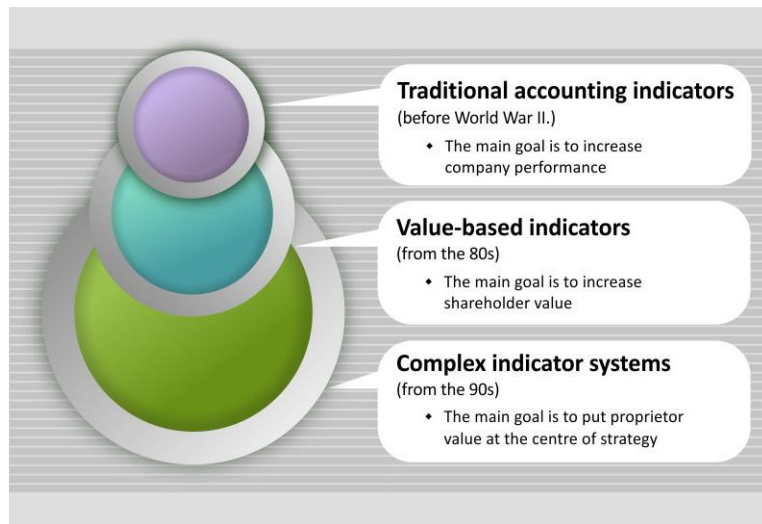 Traditional accounting indicators
(before World War II.)
◆ The main goal is to increase
company performance
Value-based indicators
(from the 80s)
◆ The main goal is to increase
shareholder value
Complex indicator systems
(from the 90s)
◆ The main goal is to put proprietor
value at the centre of strategy